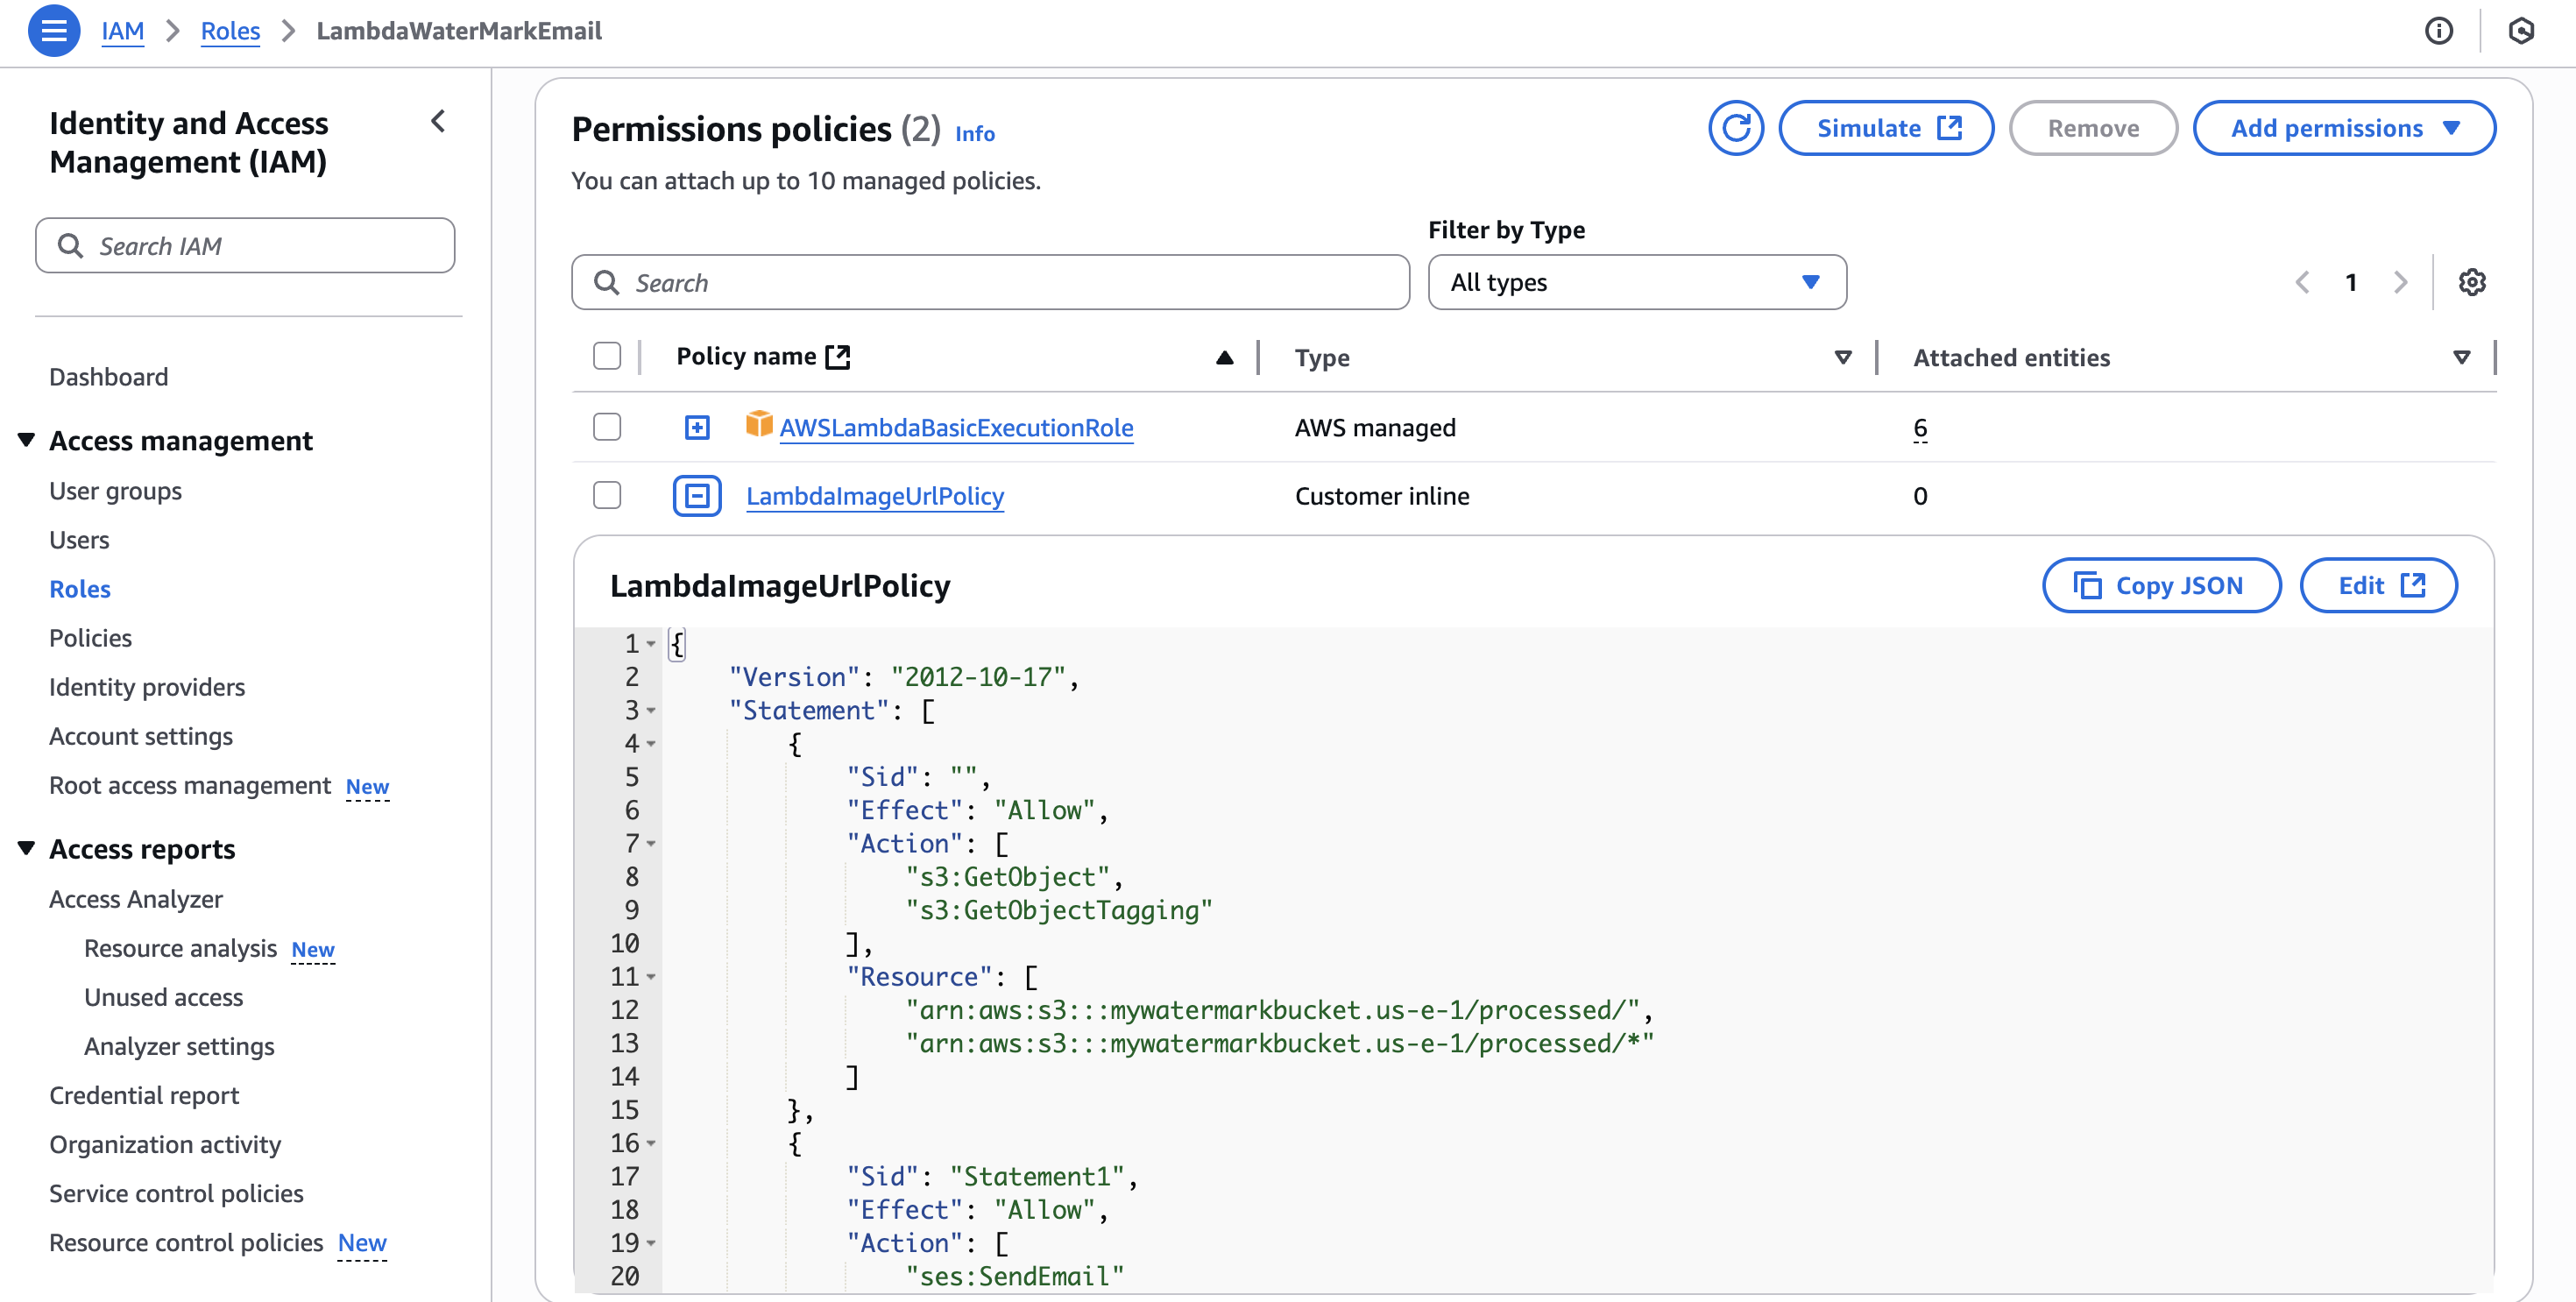 IAM > Roles > LambdaWaterMarkEmail
Identity and Access
Management (IAM)
Search IAM
Dashboard
Access management
User groups
Users
Roles
Policies
Identity providers
Account settings
Root access management New
Access reports
Access Analyzer
Resource analysis New
Unused access
Analyzer settings
Credential report
Organization activity
Service control policies
Resource control policies New
Permissions policies (2) Info
Simulate
Remove
Add permissions
You can attach up to 10 managed policies.
Filter by Type
Search
All types
1
Policy name Type Attached entities
AWSLambdaBasicExecutionRole AWS managed 6
LambdaImageUrlPolicy Customer inline 0
LambdaImageUrlPolicy
Copy JSON
Edit
1 {
2 "Version": "2012-10-17",
3 "Statement": [
4 {
5 "Sid": "",
6 "Effect": "Allow",
7 "Action": [
8 "s3:GetObject",
9 "s3:GetObjectTagging"
10 ],
11 "Resource": [
12 "arn:aws:s3:::mywatermarkbucket.us-e-1/processed/",
13 "arn:aws:s3:::mywatermarkbucket.us-e-1/processed/*"
14 ]
15 },
16 {
17 "Sid": "Statement1",
18 "Effect": "Allow",
19 "Action": [
20 "ses:SendEmail"